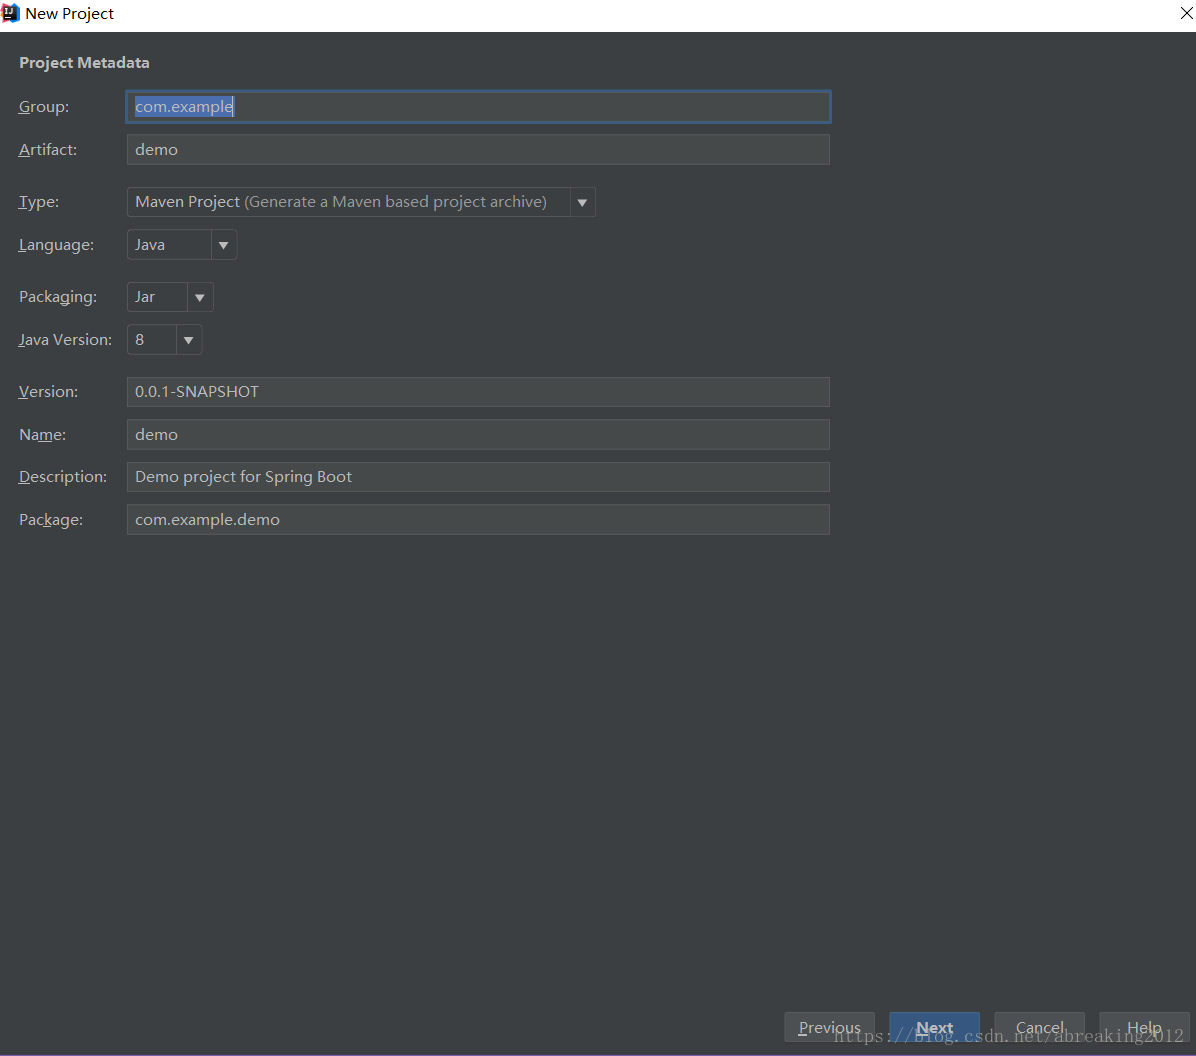 New Project
Project Metadata
Group: com.example
Artifact: demo
Type: Maven Project (Generate a Maven based project archive)
Language: Java
Packaging: Jar
Java Version: 8
Version: 0.0.1-SNAPSHOT
Name: demo
Description: Demo project for Spring Boot
Package: com.example.demo
Previous Next Cancel Help
https://blog.csdn.net/abreaking2012